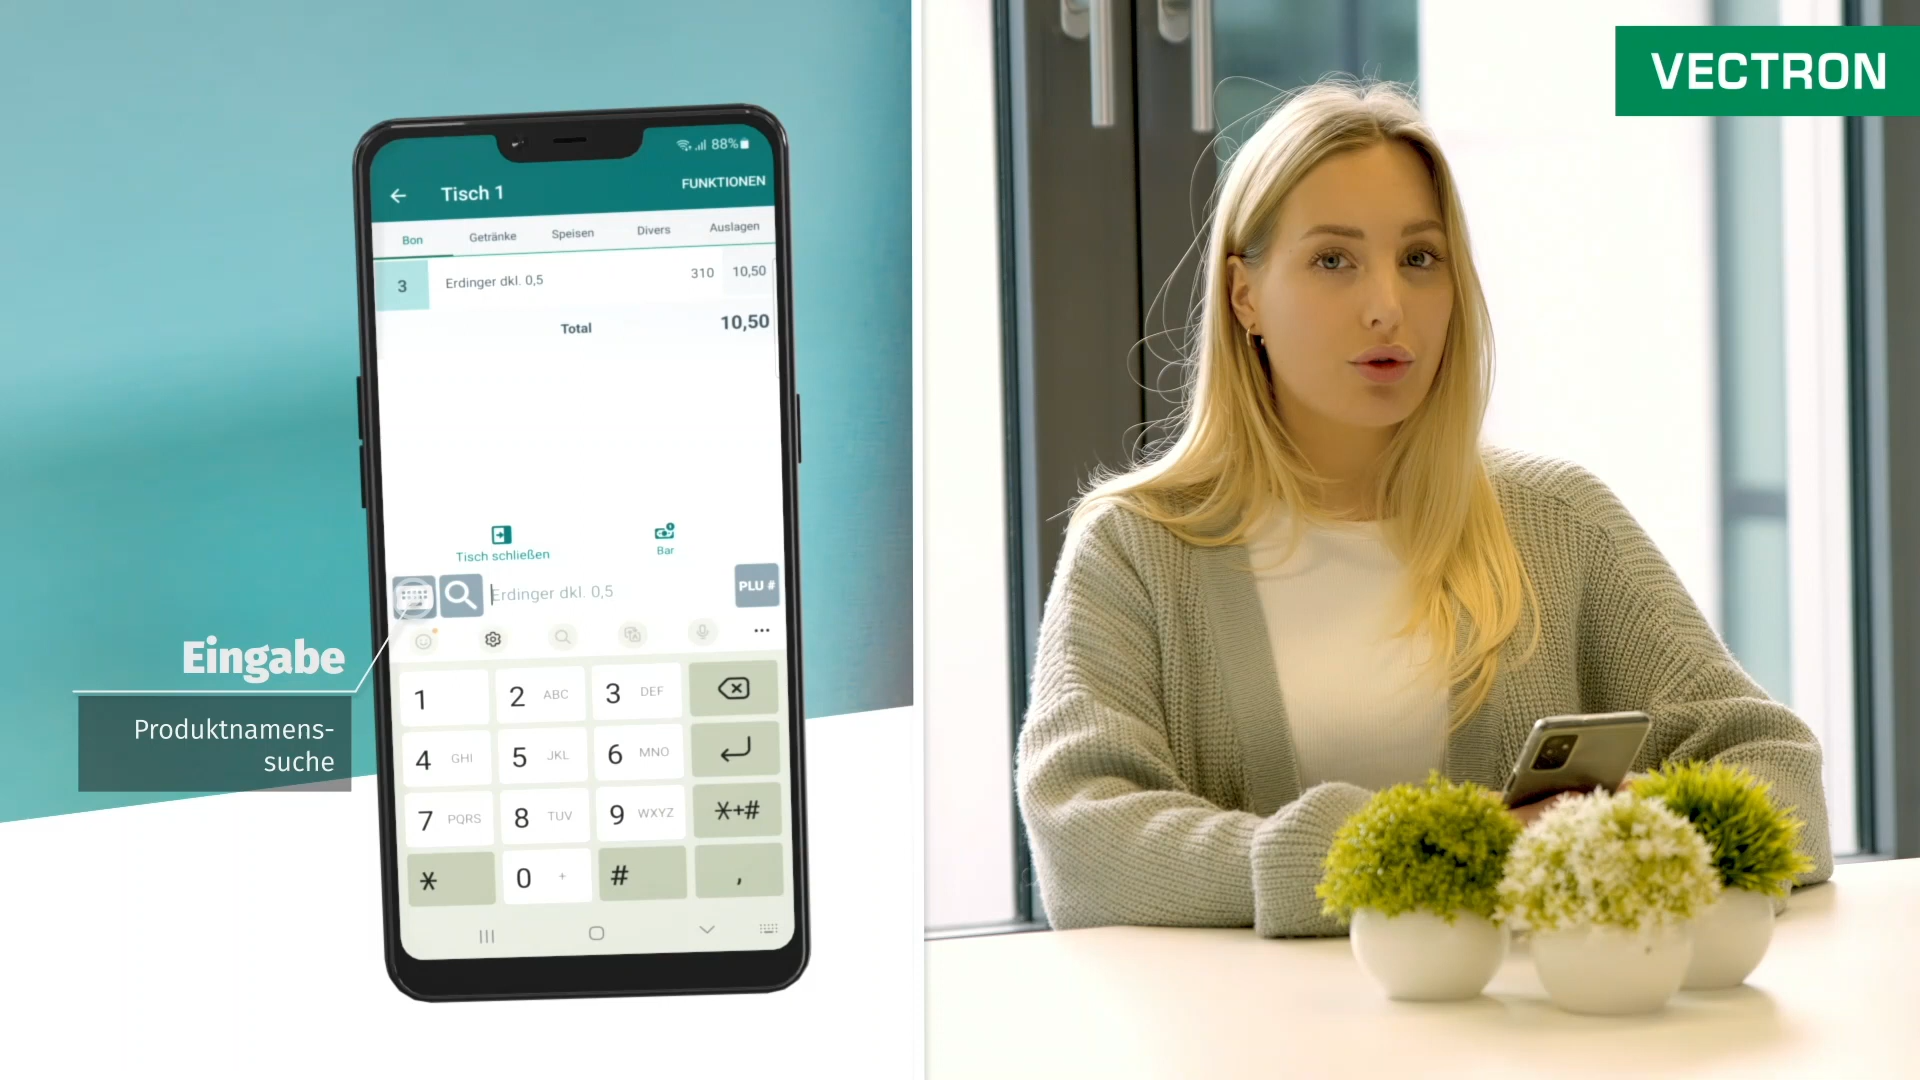 VECTRON
88%
Tisch 1
FUNKTIONEN
Bon Getränke Speisen Divers Auslagen
3 Erdinger dkl. 0,5 310 10,50
Total 10,50
Tisch schließen Bar
Erdinger dkl. 0,5 PLU #
Eingabe
Produktnamens-
suche
1 2 ABC 3 DEF
4 GHI 5 JKL 6 MNO
7 PQRS 8 TUV 9 WXYZ *+#
* 0 + # ,